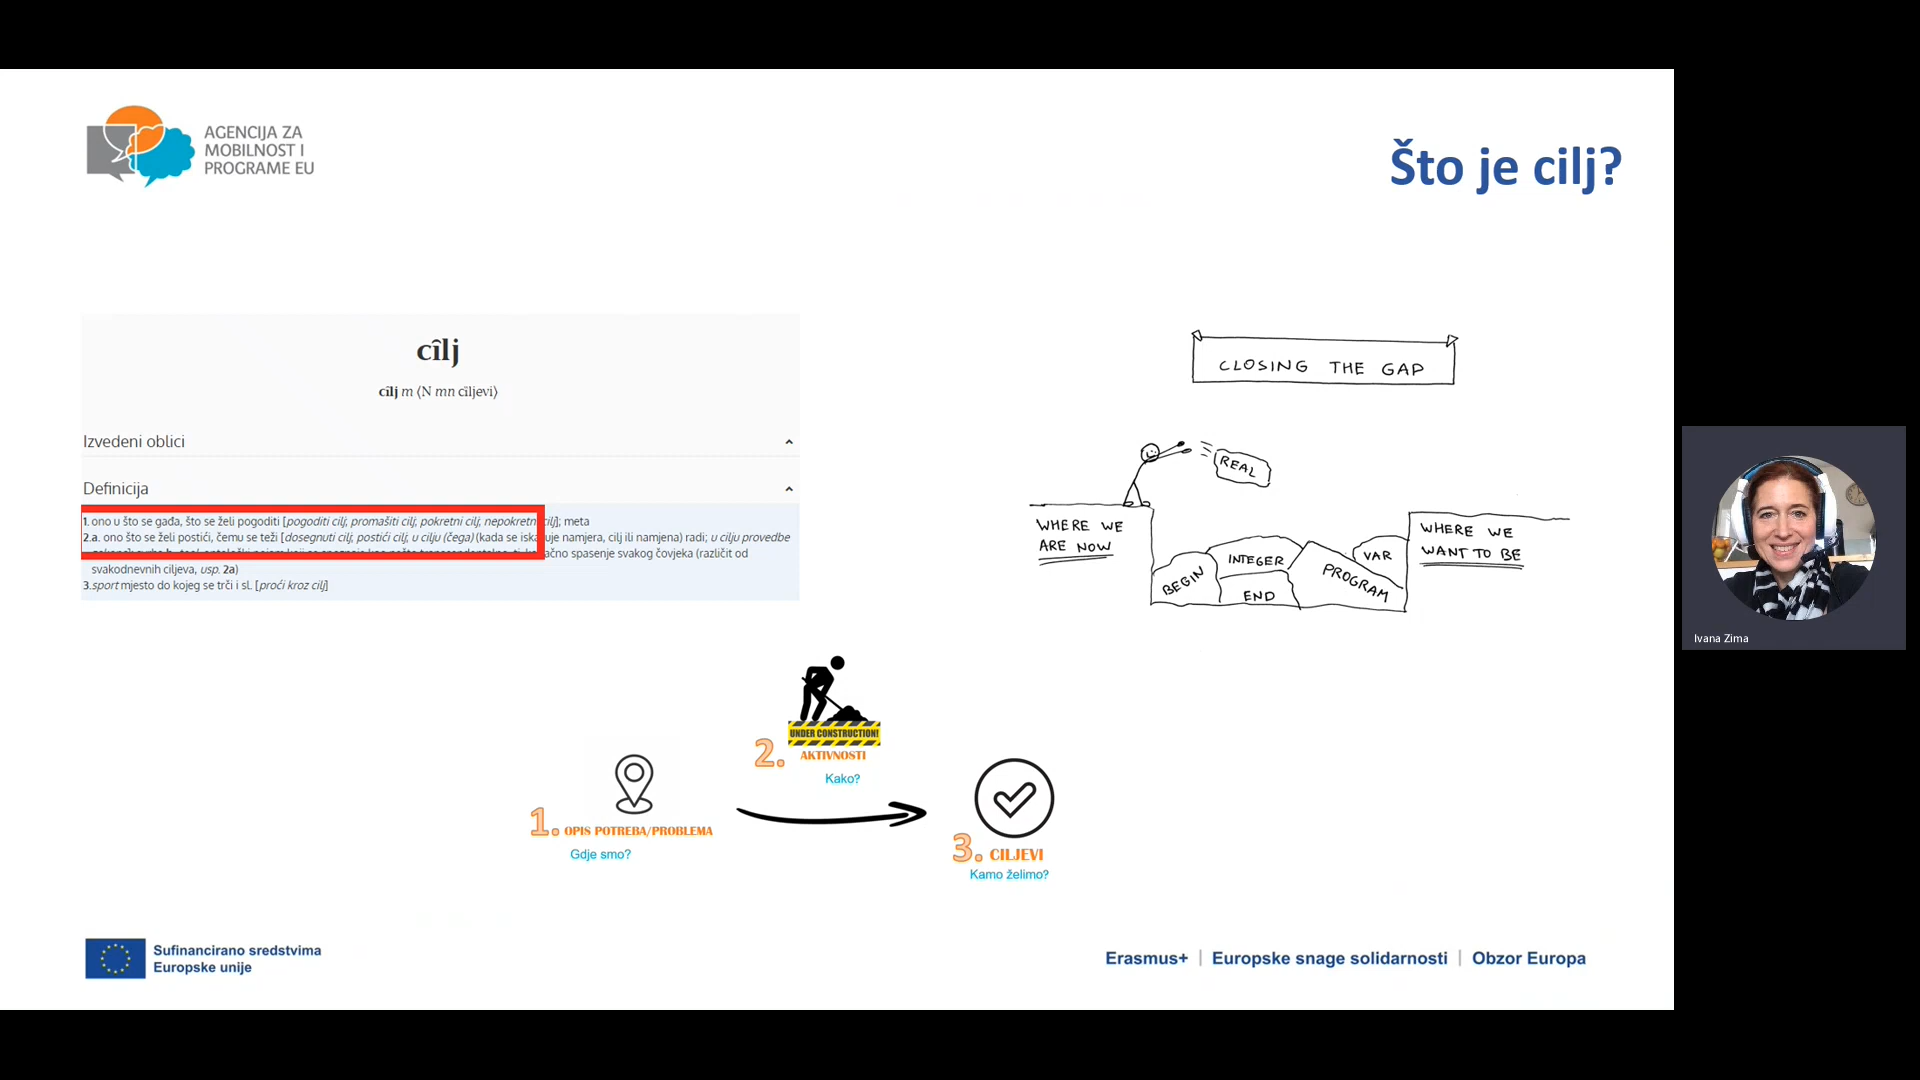 AGENCIJA ZA
MOBILNOST I
PROGRAME EU
Što je cilj?
cîlj
cîlj m ⟨N mn cìljevi⟩
Izvedeni oblici
Definicija
1. ono u što se gađa, što se želi pogoditi [pogoditi cilj; promašiti cilj; pokretni cilj; nepokretni cilj]; meta
2.a. ono što se želi postići, čemu se teži [dosegnuti cilj; postići cilj; u cilju (čega) (kada se iskazuje namjera, cilj ili namjena) radi; u cilju provedbe
svakog čovjeka (različit od
svakodnevnih ciljeva, usp. 2a)
3.sport mjesto do kojeg se trči i sl. [proći kroz cilj]
CLOSING THE GAP
REAL
WHERE WE
ARE NOW
BEGIN
INTEGER
END
PROGRAM
VAR
WHERE WE
WANT TO BE
UNDER CONSTRUCTION!
2. AKTIVNOSTI
Kako?
1. OPIS POTREBA/PROBLEMA
Gdje smo?
3. CILJEVI
Kamo želimo?
Ivana Zima
Sufinancirano sredstvima
Europske unije
Erasmus+ | Europske snage solidarnosti | Obzor Europa